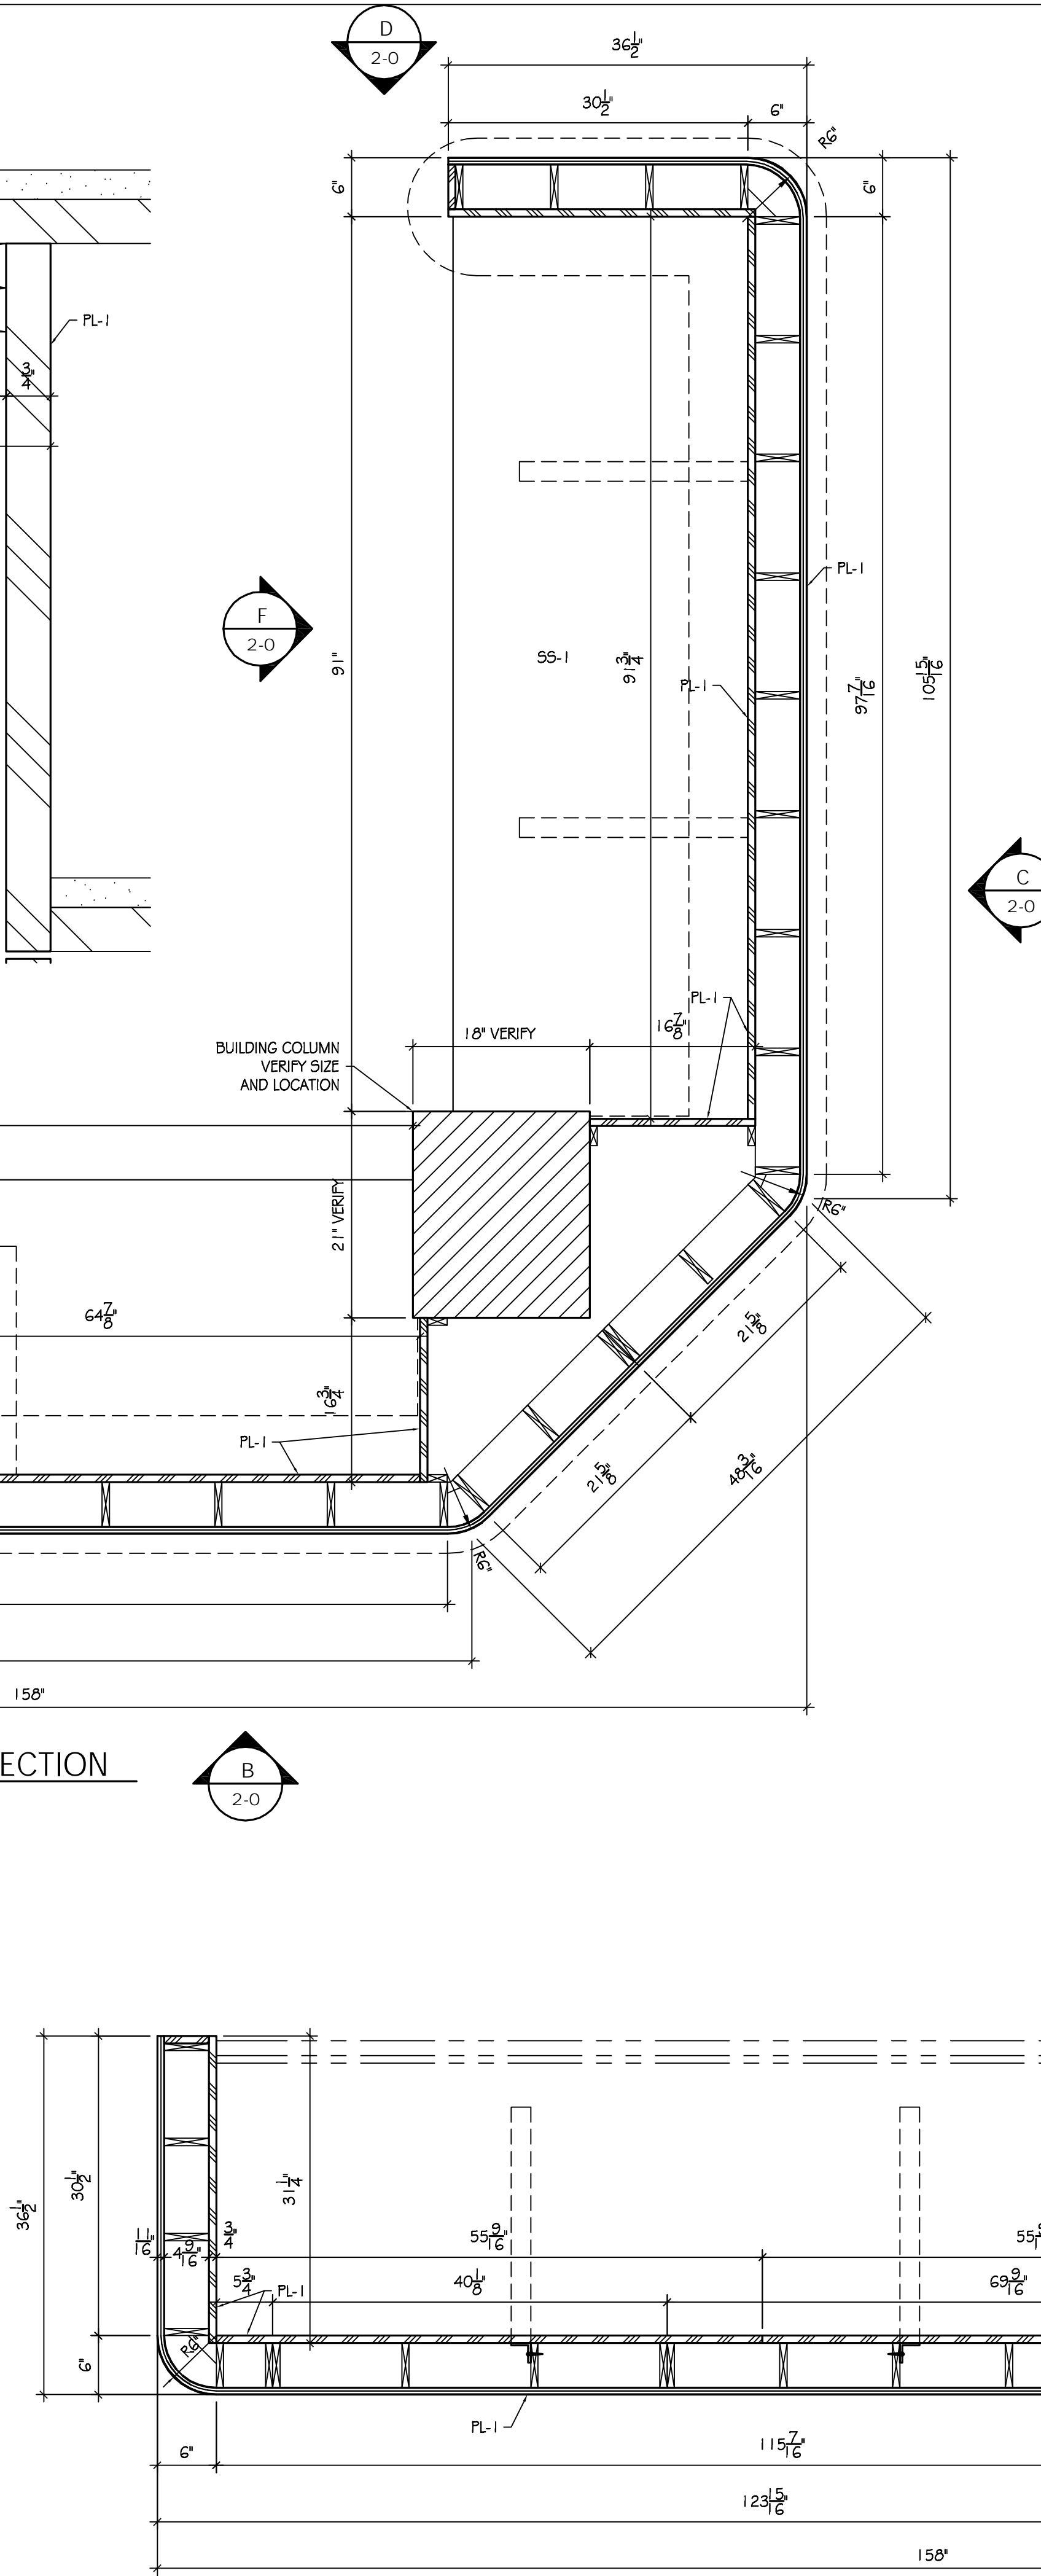 D
2-0
36 1/2"
30 1/2"
6"
R6"
6"
6"
PL-1
3/4"
PL-1
F
2-0
91"
SS-1
91 3/4"
PL-1
97 7/16"
105 15/16"
C
2-0
PL-1
18" VERIFY
16 7/8"
BUILDING COLUMN
VERIFY SIZE
AND LOCATION
21" VERIFY
R6"
64 7/8"
21 5/8"
16 3/4"
PL-1
21 5/8"
48 3/16"
R6"
158"
ECTION
B
2-0
36 1/2"
30 1/2"
31 1/4"
11/16"
4 9/16"
3/4"
55 9/16"
5 3/4"
PL-1
40 1/8"
69 9/16"
R6"
6"
PL-1
6"
115 7/16"
123 15/16"
158"